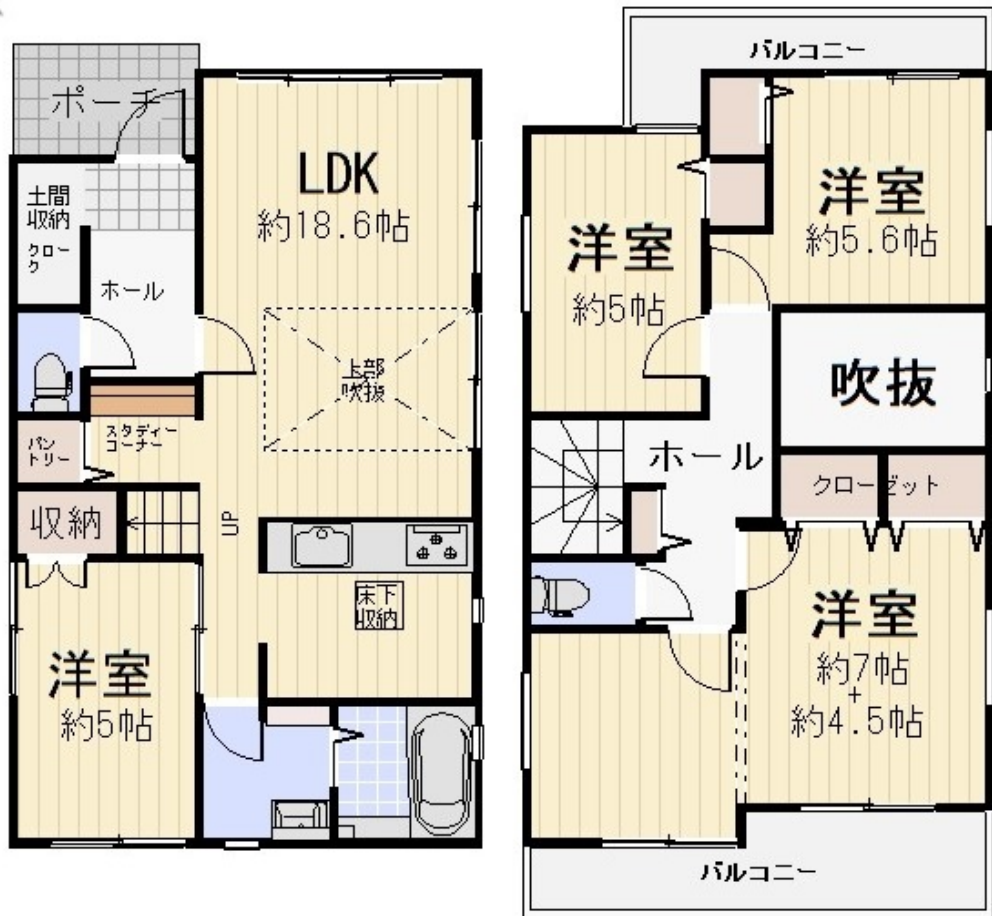 ポーチ
土間
収納
クロー
ク
ホール
LDK
約18.6帖
上部
吹抜
パン
トリー
スタディー
コーナー
収納
UP
床下
収納
洋室
約5帖
バルコニー
洋室
約5帖
洋室
約5.6帖
吹抜
ホール
クローゼット
洋室
約7帖
+
約4.5帖
バルコニー